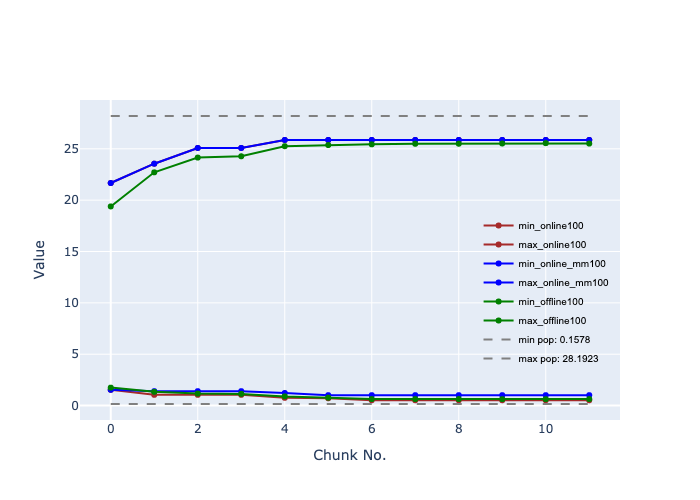 25
20
15
10
5
0
Value
min_online100
max_online100
min_online_mm100
max_online_mm100
min_offline100
max_offline100
min pop: 0.1578
max pop: 28.1923
0 2 4 6 8 10
Chunk No.